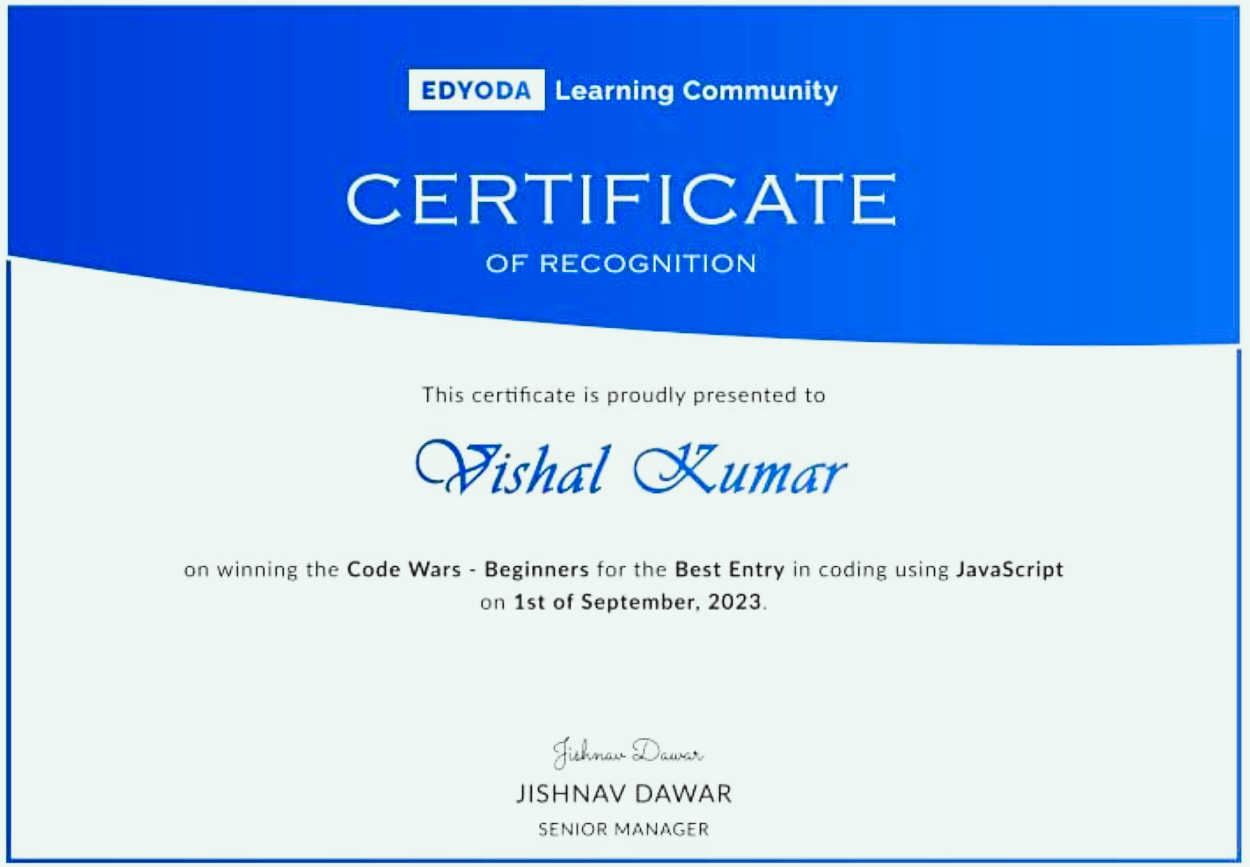 EDYODA Learning Community
CERTIFICATE
OF RECOGNITION
This certificate is proudly presented to
Vishal Kumar
on winning the Code Wars - Beginners for the Best Entry in coding using JavaScript
on 1st of September, 2023.
Jishnav Dawar
JISHNAV DAWAR
SENIOR MANAGER